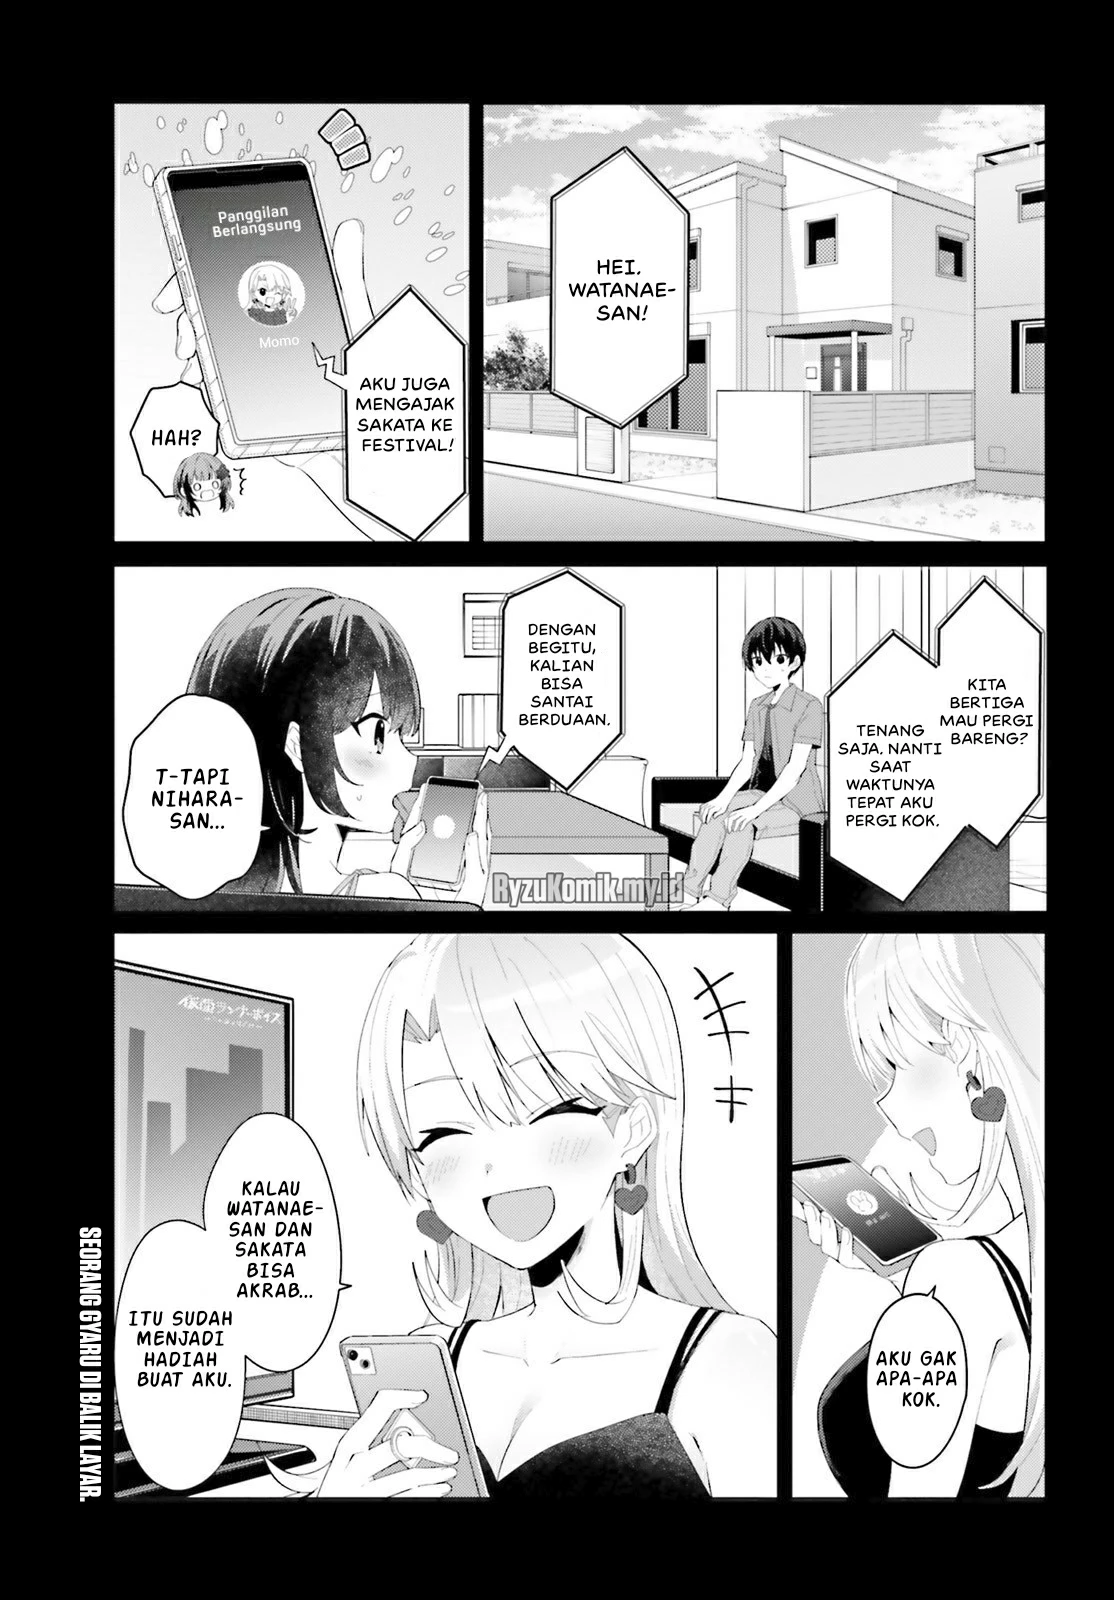 HEI,
WATANAE-
SAN!
Panggilan
Berlangsung
Momo
AKU JUGA
MENGAJAK
SAKATA KE
FESTIVAL!
HAH?
KITA
BERTIGA
MAU PERGI
BARENG?
TENANG
SAJA, NANTI
SAAT
WAKTUNYA
TEPAT AKU
PERGI KOK.
DENGAN
BEGITU,
KALIAN
BISA
SANTAI
BERDUAAN.
T-TAPI
NIHARA-
SAN...
RyzuKomik.my.id
AKU GAK
APA-APA
KOK.
KALAU
WATANAE-
SAN DAN
SAKATA
BISA
AKRAB...
ITU SUDAH
MENJADI
HADIAH
BUAT AKU.
SEORANG GYARU DI BALIK LAYAR.